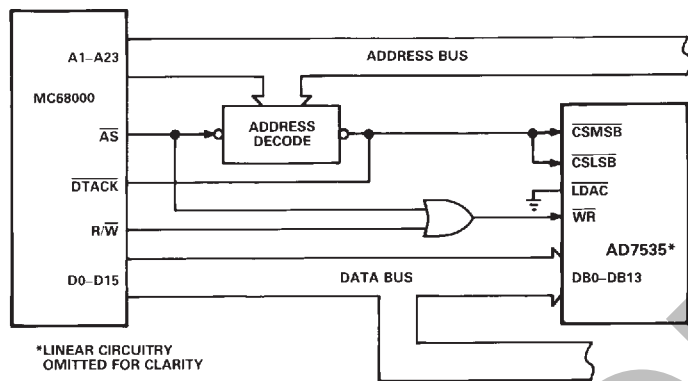 A1–A23
ADDRESS BUS
MC68000
AS
ADDRESS
DECODE
CSMSB
CSLSB
DTACK
LDAC
R/W
WR
AD7535*
D0–D15
DATA BUS
DB0–DB13
*LINEAR CIRCUITRY
OMITTED FOR CLARITY